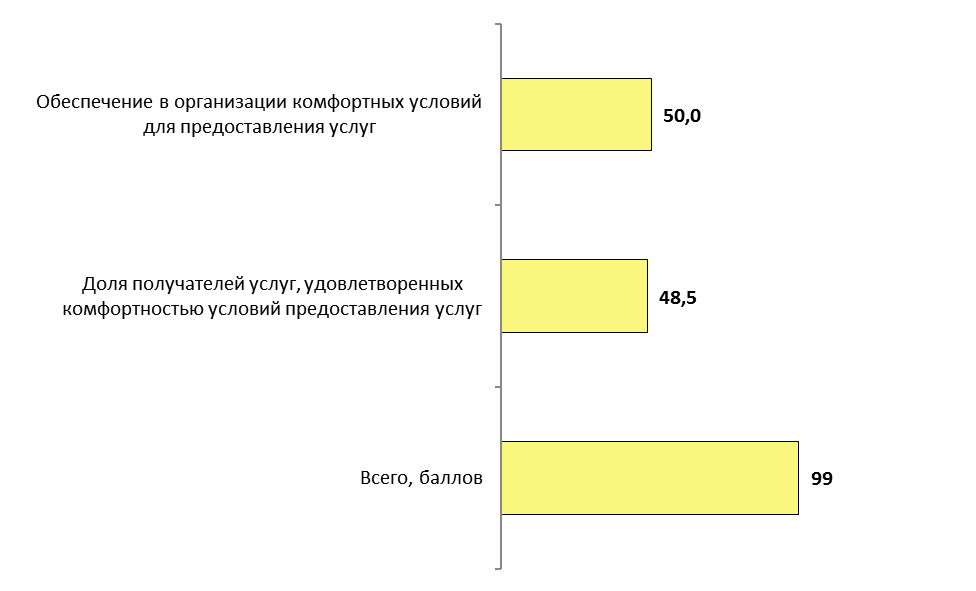 Обеспечение в организации комфортных условий
для предоставления услуг
50,0
Доля получателей услуг, удовлетворенных
комфортностью условий предоставления услуг
48,5
Всего, баллов
99